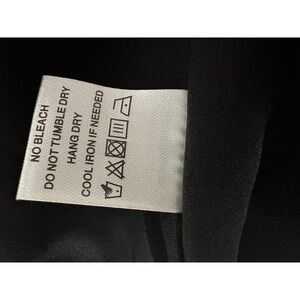 NO BLEACH
DO NOT TUMBLE DRY
HANG DRY
COOL IRON IF NEEDED